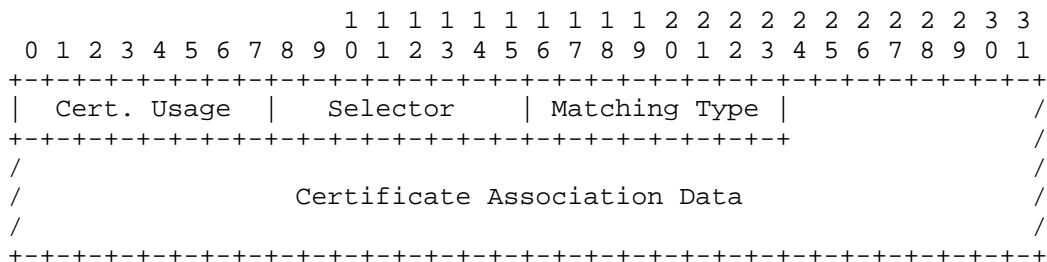 1 1 1 1 1 1 1 1 1 1 2 2 2 2 2 2 2 2 2 2 3 3
 0 1 2 3 4 5 6 7 8 9 0 1 2 3 4 5 6 7 8 9 0 1 2 3 4 5 6 7 8 9 0 1
+-+-+-+-+-+-+-+-+-+-+-+-+-+-+-+-+-+-+-+-+-+-+-+-+-+-+-+-+-+-+-+-+
|  Cert. Usage  |   Selector    | Matching Type |               /
+-+-+-+-+-+-+-+-+-+-+-+-+-+-+-+-+-+-+-+-+-+-+-+-+               /
/                                                               /
/                 Certificate Association Data                  /
/                                                               /
+-+-+-+-+-+-+-+-+-+-+-+-+-+-+-+-+-+-+-+-+-+-+-+-+-+-+-+-+-+-+-+-+